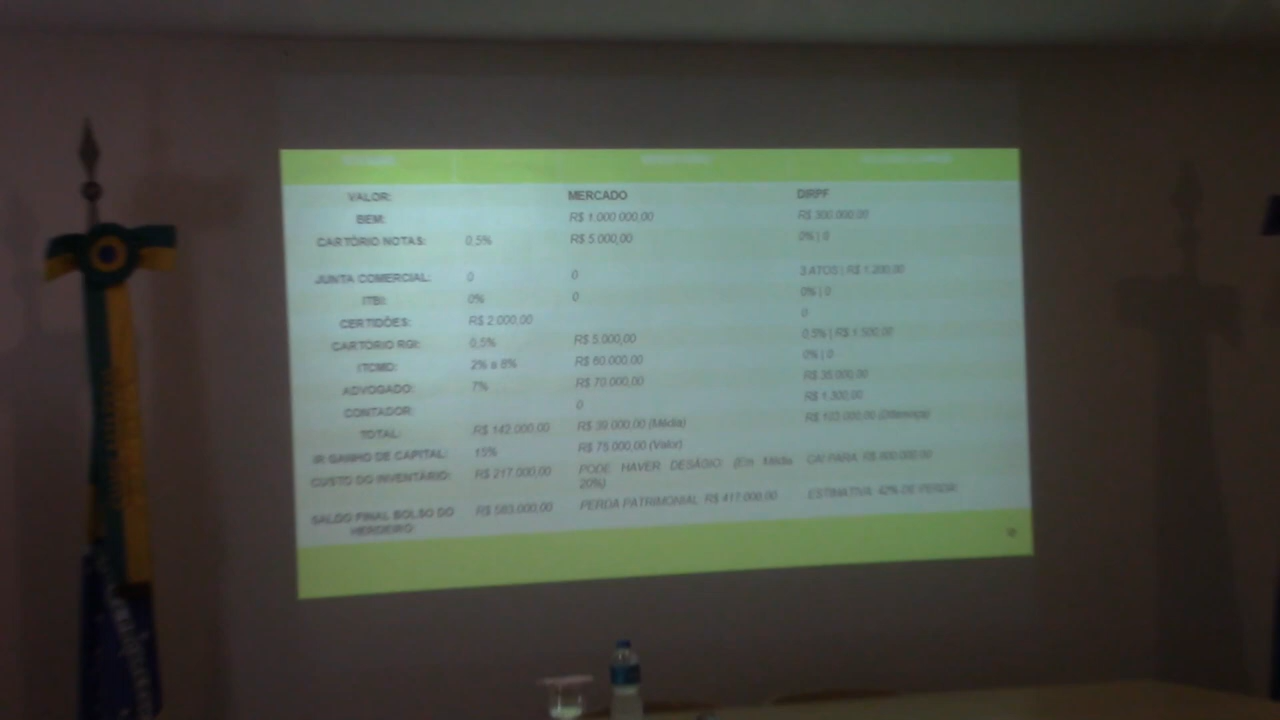 VALOR: MERCADO DIRPF
BEM: R$ 1.000.000,00 R$ 300.000,00
CARTÓRIO NOTAS: 0,5% R$ 5.000,00 0% | 0
JUNTA COMERCIAL: 0 0 3 ATOS | R$ 1.200,00
ITBI: 0% 0 0% | 0
CERTIDÕES: R$ 2.000,00 0
CARTÓRIO RGI: 0,5% R$ 5.000,00 0,5% | R$ 1.500,00
ITCMD: 2% a 8% R$ 60.000,00 0% | 0
ADVOGADO: 7% R$ 70.000,00 R$ 35.000,00
CONTADOR: 0 R$ 1.300,00
TOTAL: R$ 142.000,00 R$ 39.000,00 (Média) (Diferença)
IR GANHO DE CAPITAL: 15% R$ 75.000,00 (Valor)
CUSTO DO INVENTÁRIO: R$ 217.000,00 PODE HAVER DESÁGIO! (Em Média CAI PARA: R$ 800.000,00
20%)
SALDO FINAL BOLSO DO R$ 583.000,00 PERDA PATRIMONIAL: R$ 417.000,00 ESTIMATIVA: 42% DE PERDA!
HERDEIRO